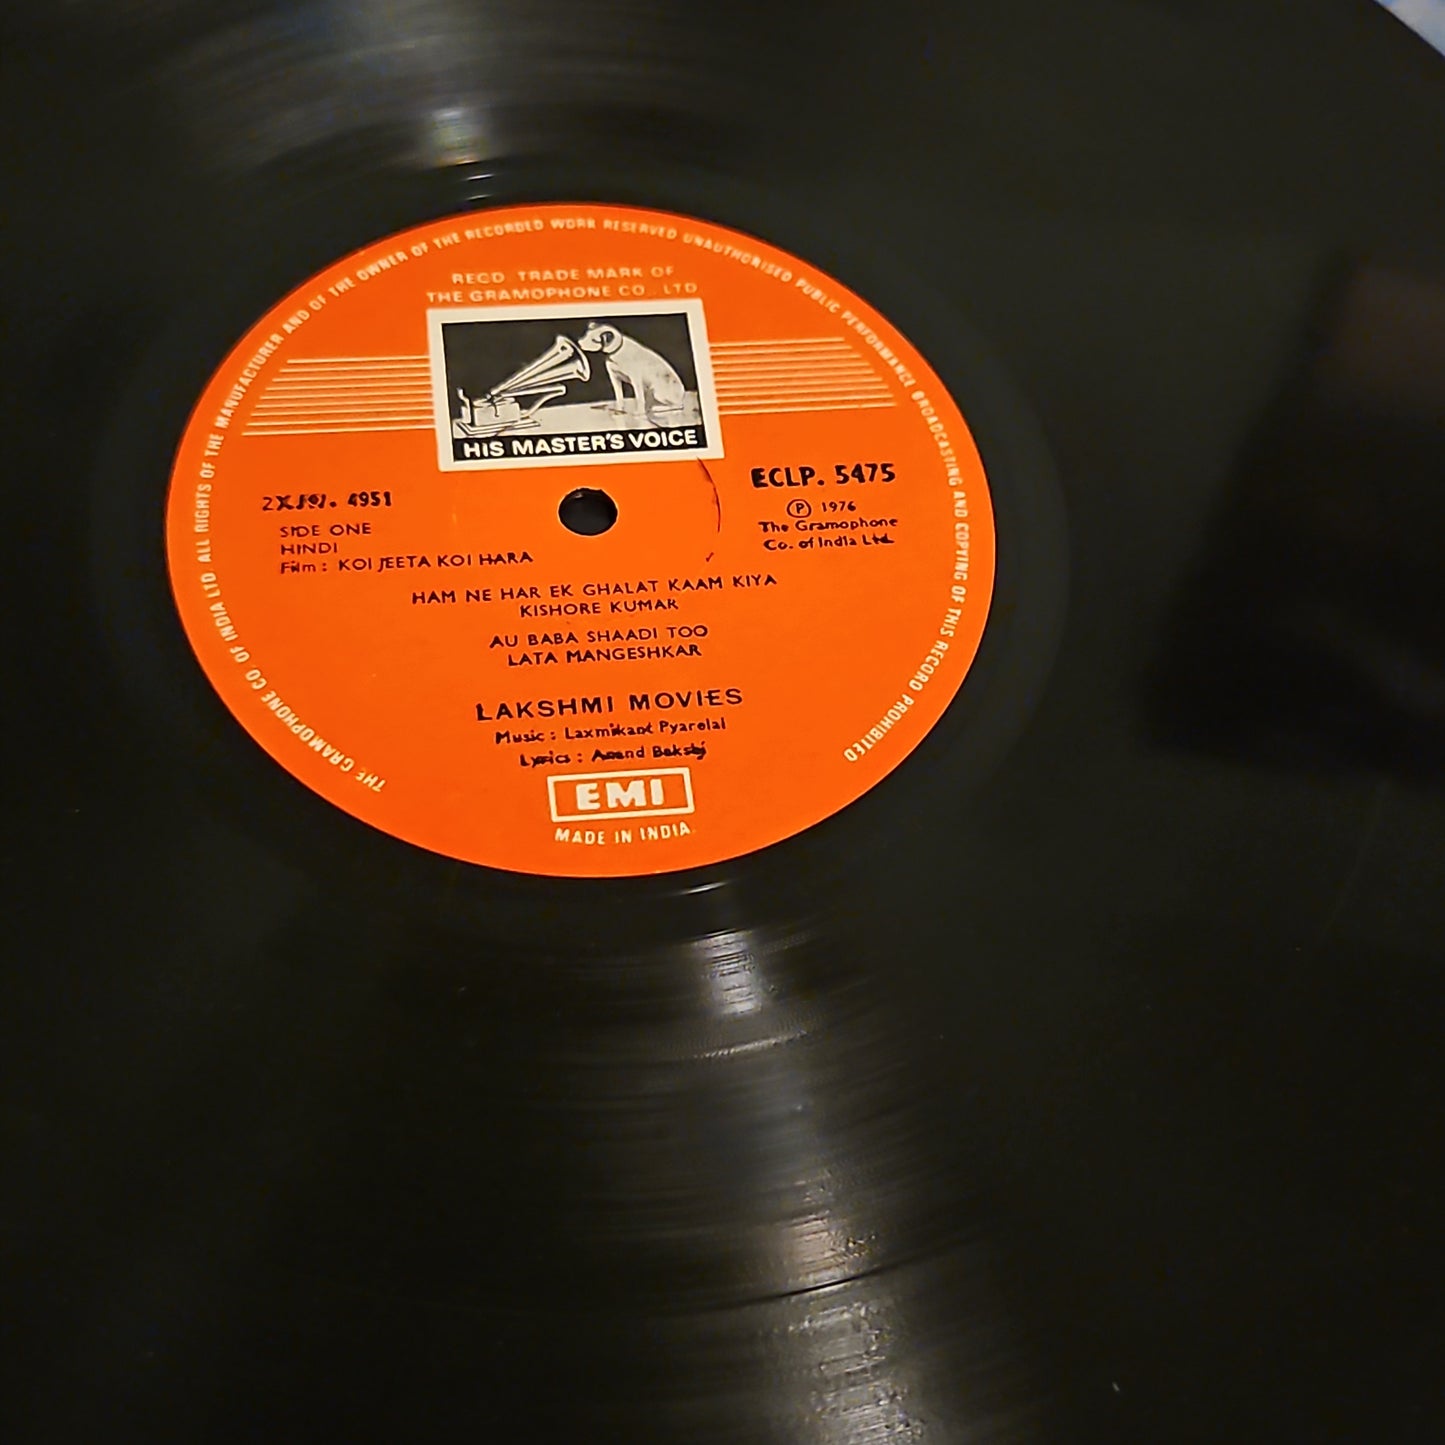 THE GRAMOPHONE CO. OF INDIA LTD ALL RIGHTS OF THE MANUFACTURER AND OF THE OWNER OF THE RECORDED WORK RESERVED UNAUTHORISED PUBLIC PERFORMANCE BROADCASTING AND COPYING OF THIS RECORD PROHIBITED
REGD. TRADE MARK OF
THE GRAMOPHONE CO., LTD
HIS MASTER'S VOICE
ECLP. 5475
4951
Ⓟ 1976
SIDE ONE
The Gramophone
HINDI
Co. of India Ltd.
Film : KOI JEETA KOI HARA
HAM NE HAR EK GHALAT KAAM KIYA
KISHORE KUMAR
AU BABA SHAADI TOO
LATA MANGESHKAR
LAKSHMI MOVIES
Music : Laxmikant Pyarelal
Lyrics : Anand Bakshi
EMI
MADE IN INDIA